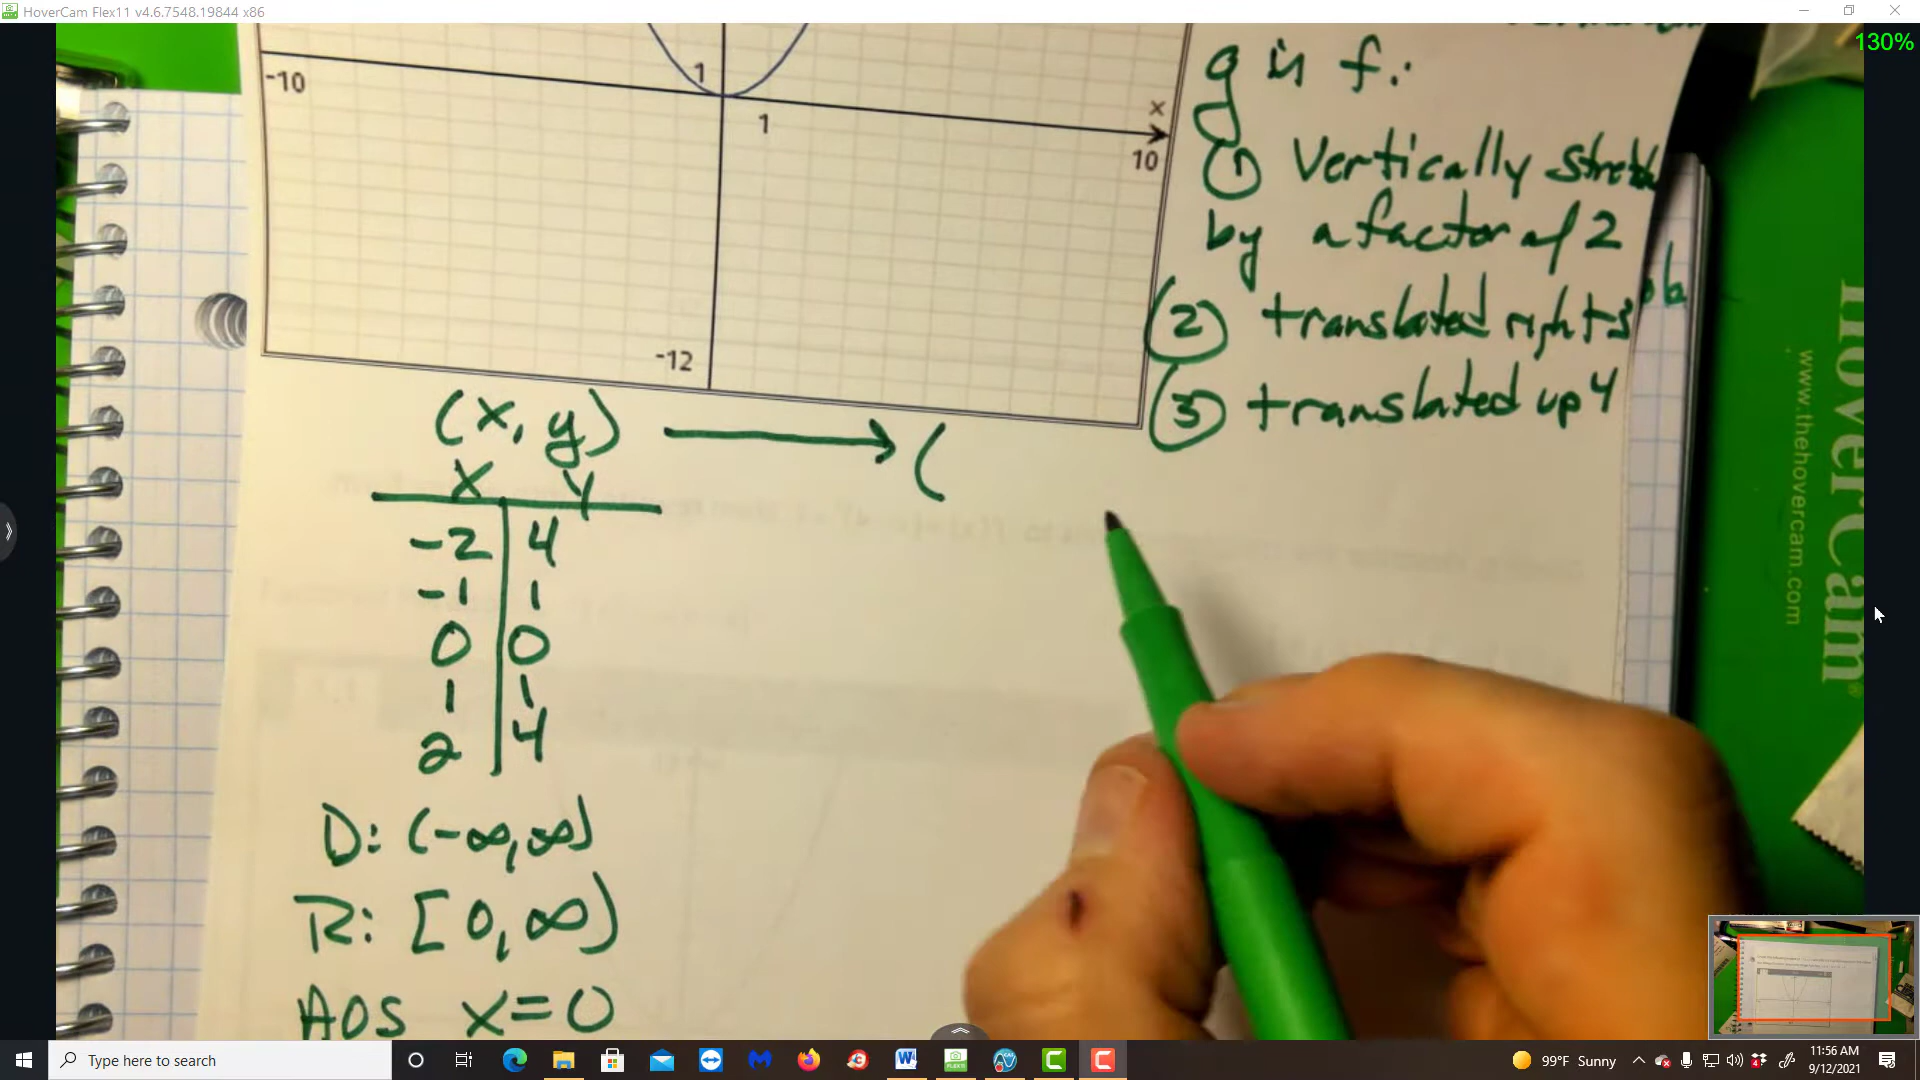 HoverCam Flex11 v4.6.7548.19844 x86
130%
-10
1
1
x
10
-12
g is f:
① Vertically stretch
by a factor of 2
② translated right 3
③ translated up 4
(x, y) → (
x y
-2 4
-1 1
0 0
1 1
2 4
D: (-∞, ∞)
R: [0, ∞)
AOS x=0
HoverCam
www.thehovercam.com
Type here to search
99°F Sunny
11:56 AM
9/12/2021